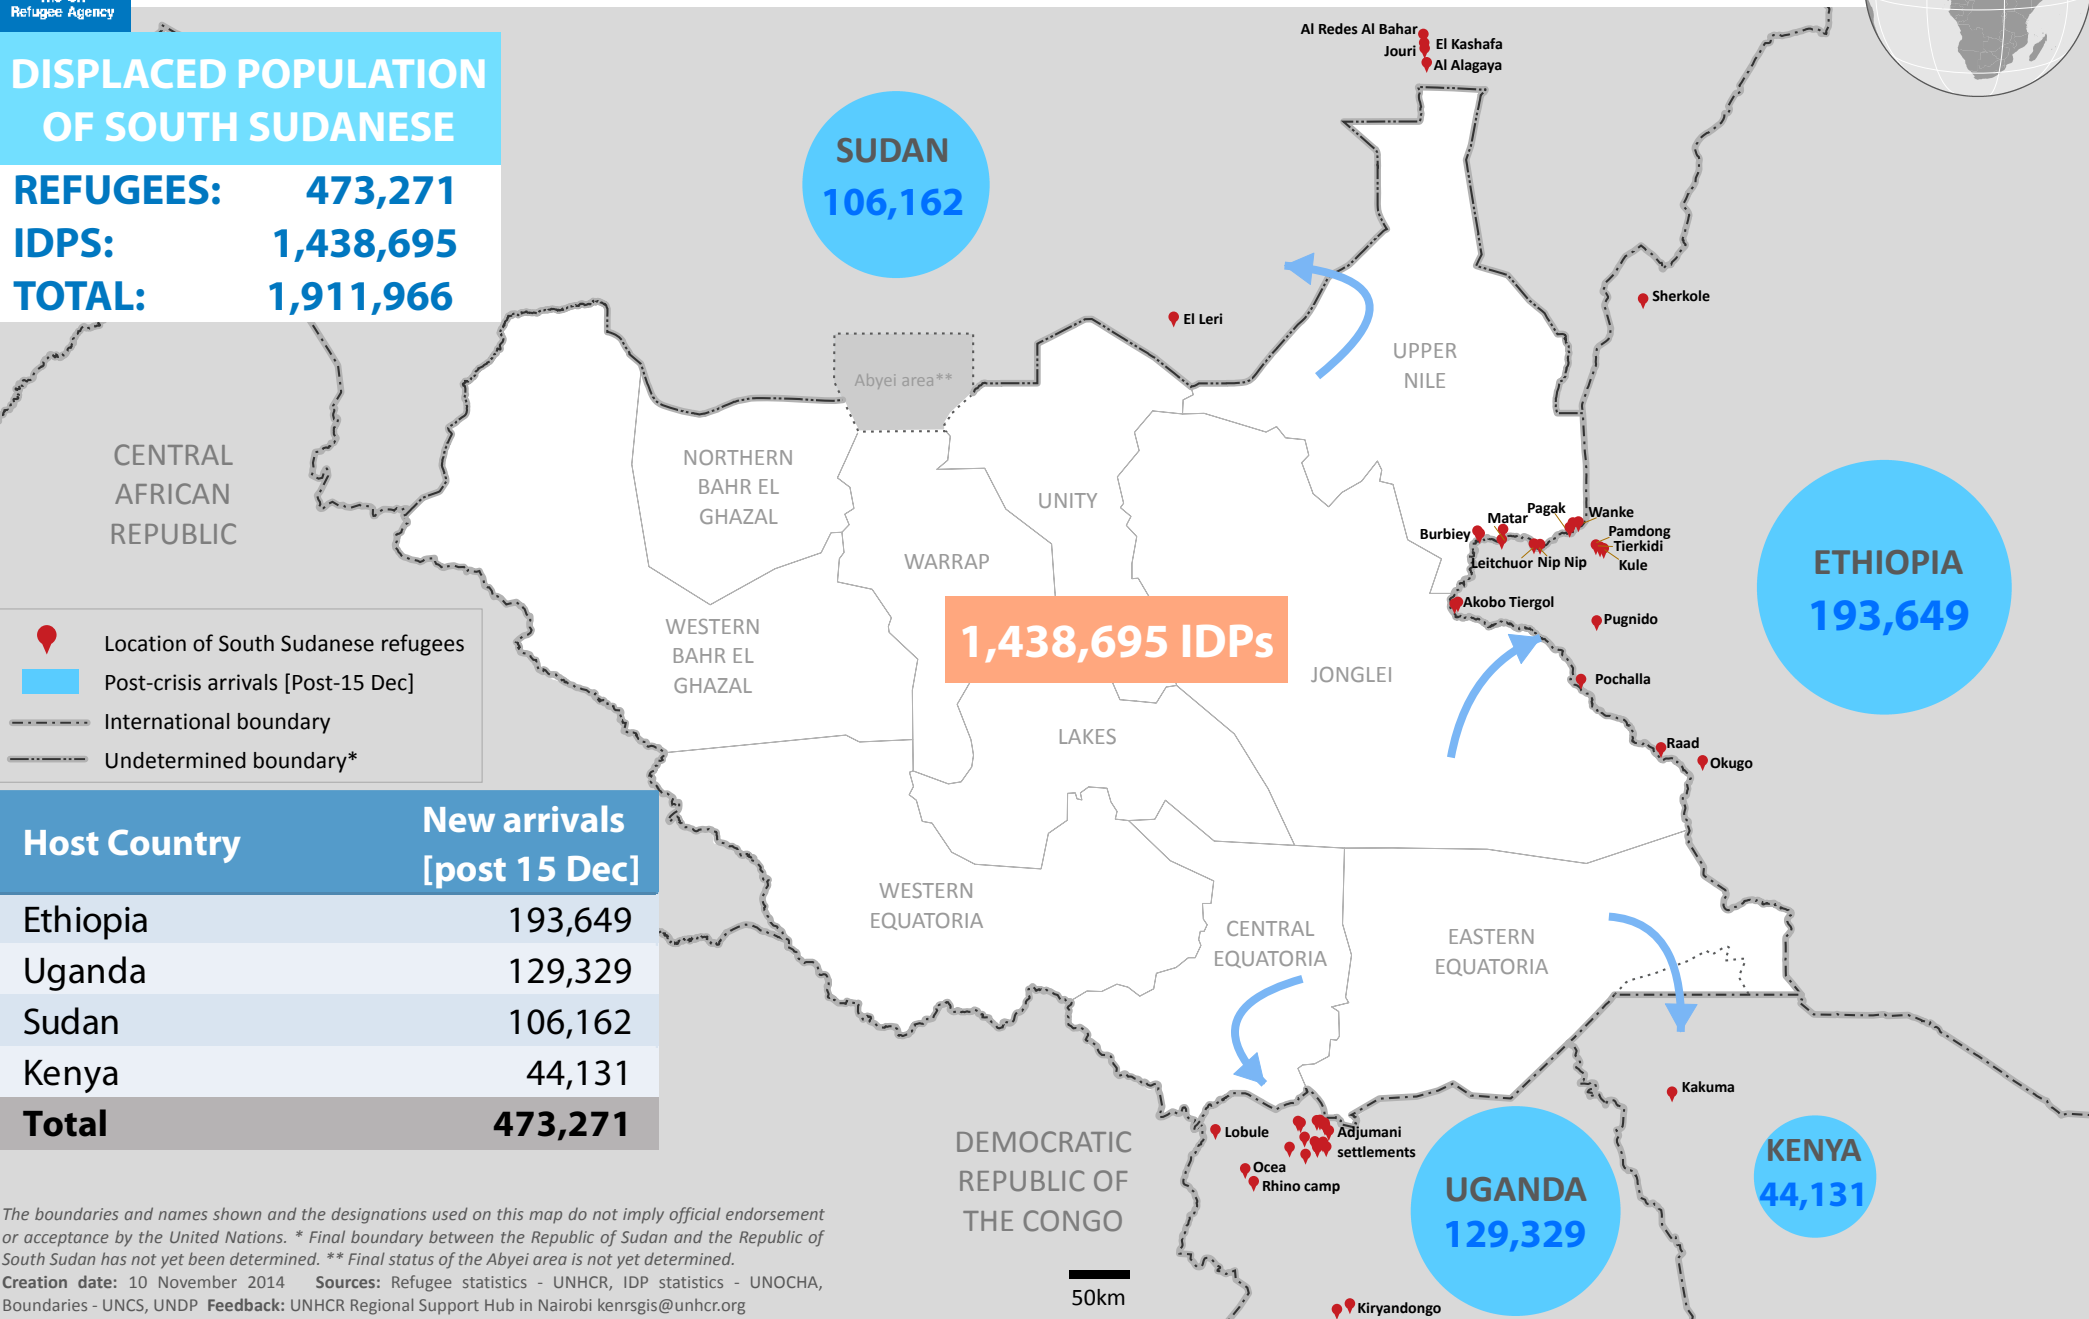 Refugee Agency
DISPLACED POPULATION
OF SOUTH SUDANESE
REFUGEES: 473,271
IDPS: 1,438,695
TOTAL: 1,911,966
Al Redes Al Bahar
El Kashafa
Jouri
Al Alagaya
SUDAN
106,162
Sherkole
El Leri
UPPER
NILE
Abyei area**
CENTRAL
AFRICAN
REPUBLIC
NORTHERN
BAHR EL
GHAZAL
UNITY
WARRAP
Pagak
Wanke
Matar
Burbiey
Pamdong
Tierkidi
Leitchuor
Nip Nip
Kule
Akobo Tiergol
Pugnido
ETHIOPIA
193,649
WESTERN
BAHR EL
GHAZAL
1,438,695 IDPs
JONGLEI
Pochalla
LAKES
Raad
Okugo
Location of South Sudanese refugees
Post-crisis arrivals [Post-15 Dec]
International boundary
Undetermined boundary*
Host Country
New arrivals
[post 15 Dec]
Ethiopia 193,649
Uganda 129,329
Sudan 106,162
Kenya 44,131
Total 473,271
WESTERN
EQUATORIA
CENTRAL
EQUATORIA
EASTERN
EQUATORIA
Kakuma
Lobule
Adjumani
settlements
Ocea
Rhino camp
DEMOCRATIC
REPUBLIC OF
THE CONGO
UGANDA
129,329
KENYA
44,131
Kiryandongo
50km
The boundaries and names shown and the designations used on this map do not imply official endorsement
or acceptance by the United Nations. * Final boundary between the Republic of Sudan and the Republic of
South Sudan has not yet been determined. ** Final status of the Abyei area is not yet determined.
Creation date: 10 November 2014 Sources: Refugee statistics - UNHCR, IDP statistics - UNOCHA,
Boundaries - UNCS, UNDP Feedback: UNHCR Regional Support Hub in Nairobi kenrsgis@unhcr.org